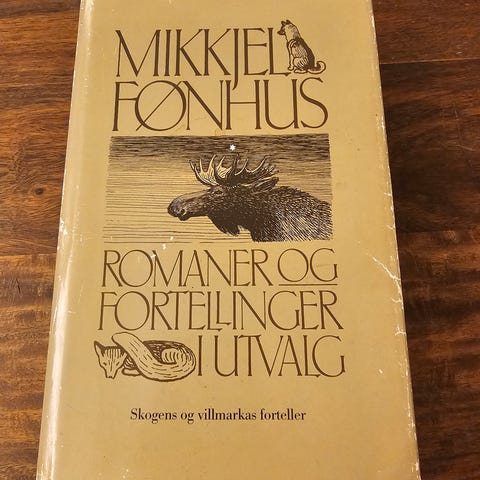 MIKKJEL
FØNHUS
ROMANER OG
FORTELLINGER
I UTVALG
Skogens og villmarkas forteller